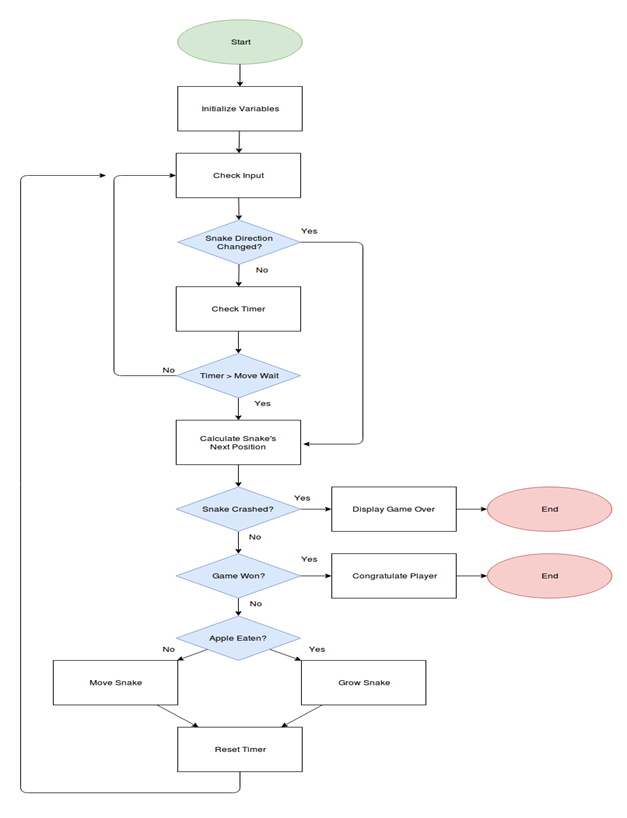 Start
Initialize Variables
Check Input
Snake Direction
Changed?
Yes
No
Check Timer
No
Timer > Move Wait
Yes
Calculate Snake's
Next Position
Snake Crashed?
Yes
Display Game Over
End
No
Game Won?
Yes
Congratulate Player
End
No
Apple Eaten?
No
Yes
Move Snake
Grow Snake
Reset Timer